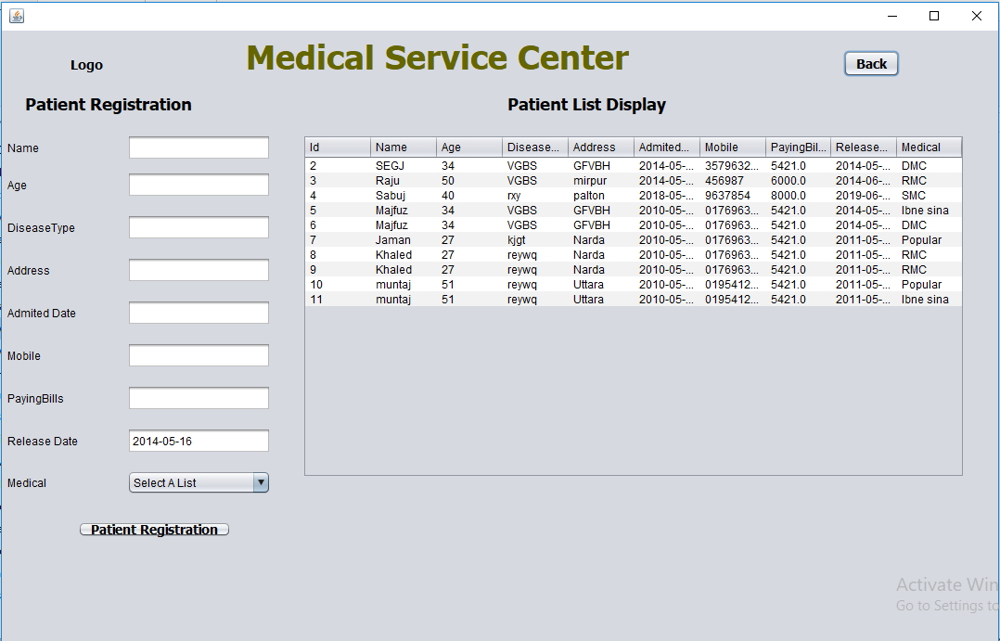 Logo
Medical Service Center
Back
Patient Registration
Patient List Display
Name
Age
DiseaseType
Address
Admited Date
Mobile
PayingBills
Release Date 2014-05-16
Medical Select A List
Patient Registration
Id Name Age Disease... Address Admited... Mobile PayingBil... Release... Medical
2 SEGJ 34 VGBS GFVBH 2014-05-... 3579632... 5421.0 2014-05-... DMC
3 Raju 50 VGBS mirpur 2014-05-... 456987 6000.0 2014-06-... RMC
4 Sabuj 40 rxy palton 2018-05-... 9637854 8000.0 2019-06-... SMC
5 Majfuz 34 VGBS GFVBH 2010-05-... 0176963... 5421.0 2014-05-... Ibne sina
6 Majfuz 34 VGBS GFVBH 2010-05-... 0176963... 5421.0 2014-05-... DMC
7 Jaman 27 kjgt Narda 2010-05-... 0176963... 5421.0 2011-05-... Popular
8 Khaled 27 reywq Narda 2010-05-... 0176963... 5421.0 2011-05-... RMC
9 Khaled 27 reywq Narda 2010-05-... 0176963... 5421.0 2011-05-... RMC
10 muntaj 51 reywq Uttara 2010-05-... 0195412... 5421.0 2011-05-... Popular
11 muntaj 51 reywq Uttara 2010-05-... 0195412... 5421.0 2011-05-... Ibne sina
Activate Win
Go to Settings to